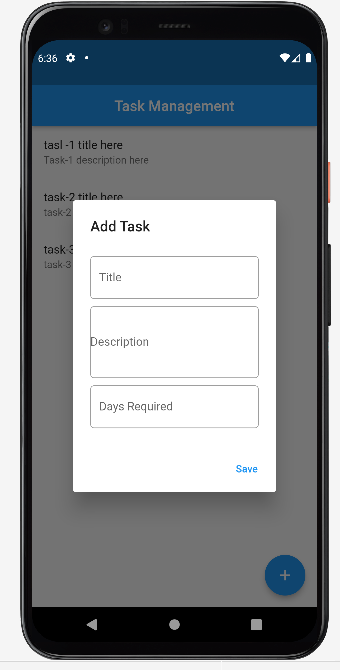 6:36
Task Management
tasl -1 title here
Task-1 description here
task-2 title here
task-2
task-3
task-3
Add Task
Title
Description
Days Required
Save